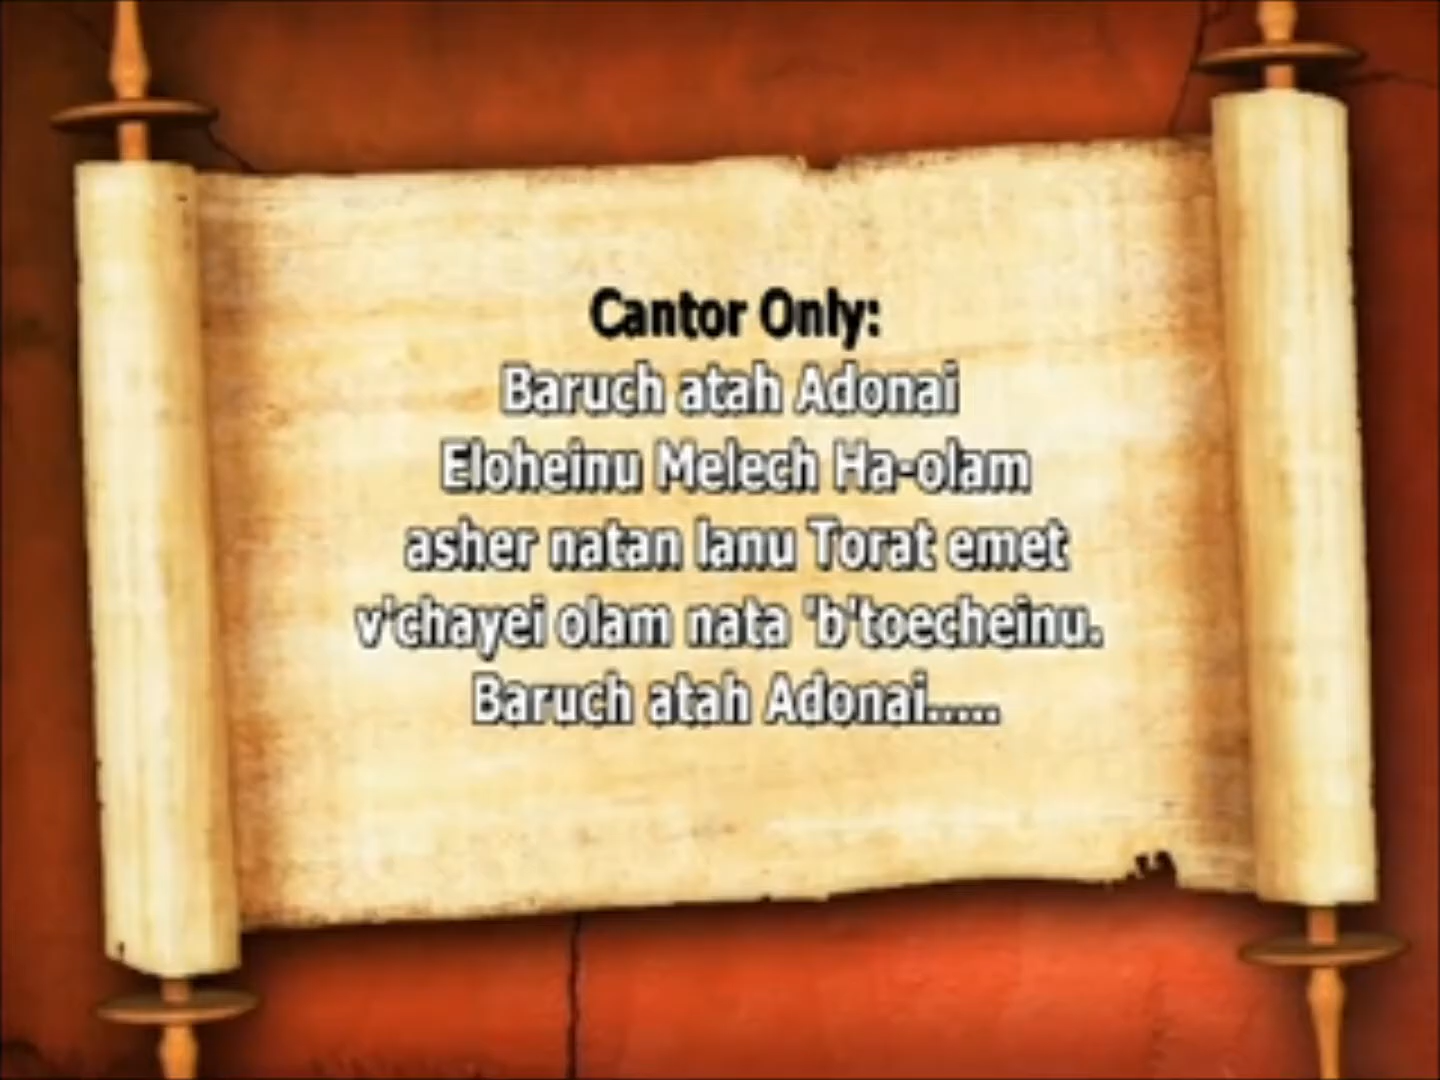 Cantor Only:
Baruch atah Adonai
Eloheinu Melech Ha-olam
asher natan lanu Torat emet
v'chayei olam nata 'b'toecheinu.
Baruch atah Adonai.....